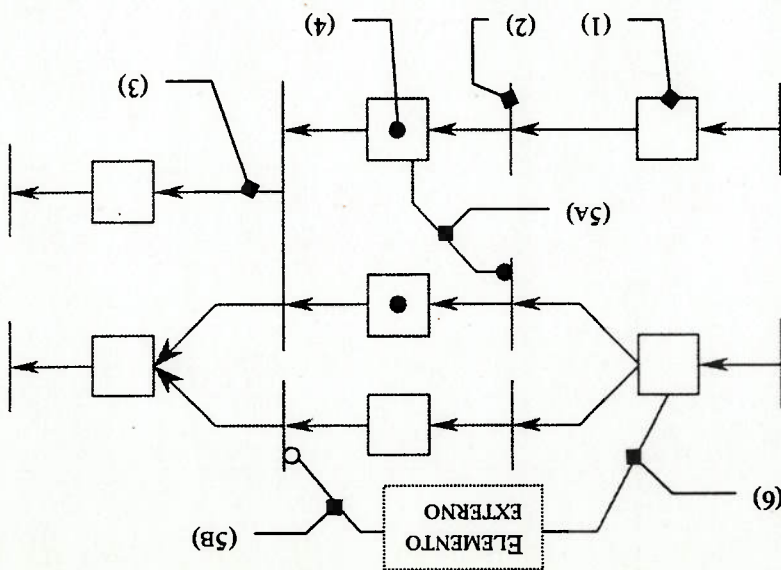 ELEMENTO
EXTERNO
(5B)
(6)
(5A)
(3)
(1)
(2)
(4)